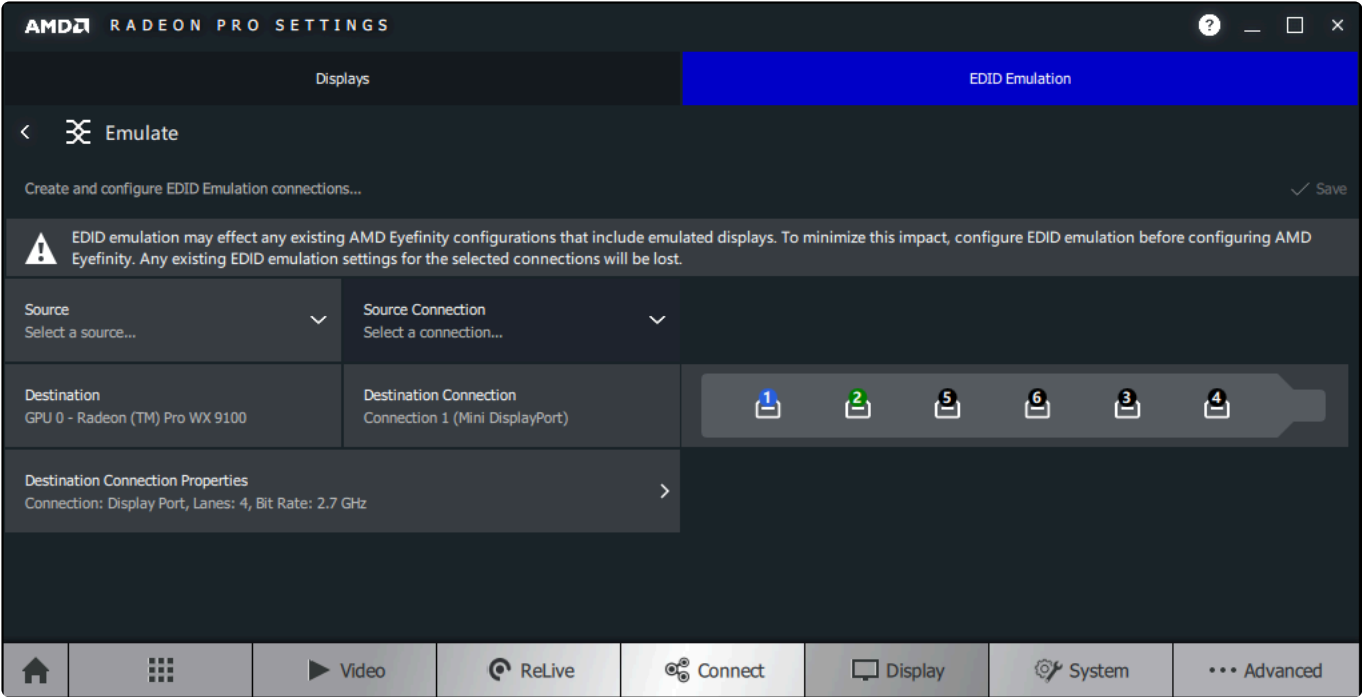 AMD RADEON PRO SETTINGS ?
Displays EDID Emulation
Emulate
Create and configure EDID Emulation connections... Save
EDID emulation may effect any existing AMD Eyefinity configurations that include emulated displays. To minimize this impact, configure EDID emulation before configuring AMD
Eyefinity. Any existing EDID emulation settings for the selected connections will be lost.
Source
Select a source...
Source Connection
Select a connection...
Destination
GPU 0 - Radeon (TM) Pro WX 9100
Destination Connection
Connection 1 (Mini DisplayPort)
1 2 5 6 3 4
Destination Connection Properties
Connection: Display Port, Lanes: 4, Bit Rate: 2.7 GHz
Video ReLive Connect Display System Advanced